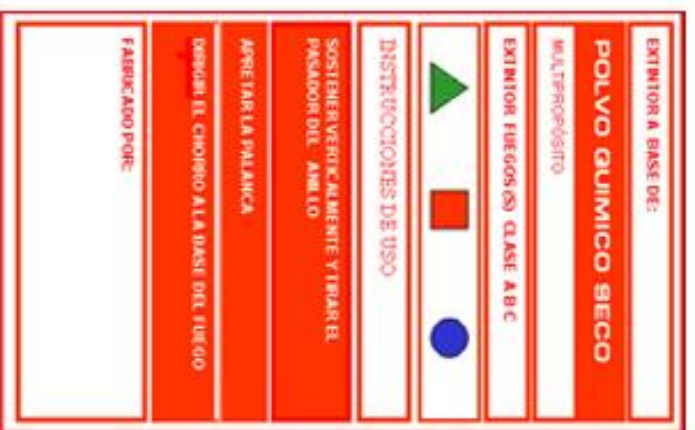 EXTINTOR A BASE DE:
POLVO QUIMICO SECO
MULTIPROPÓSITO
EXTINTOR FUEGOS(S) CLASE A B C
INSTRUCCIONES DE USO
SOSTENER VERTICALMENTE Y TIRAR EL
PASADOR DEL ANILLO
APRETAR LA PALANCA
DIRIGIR EL CHORRO A LA BASE DEL FUEGO
FABRICADO POR: